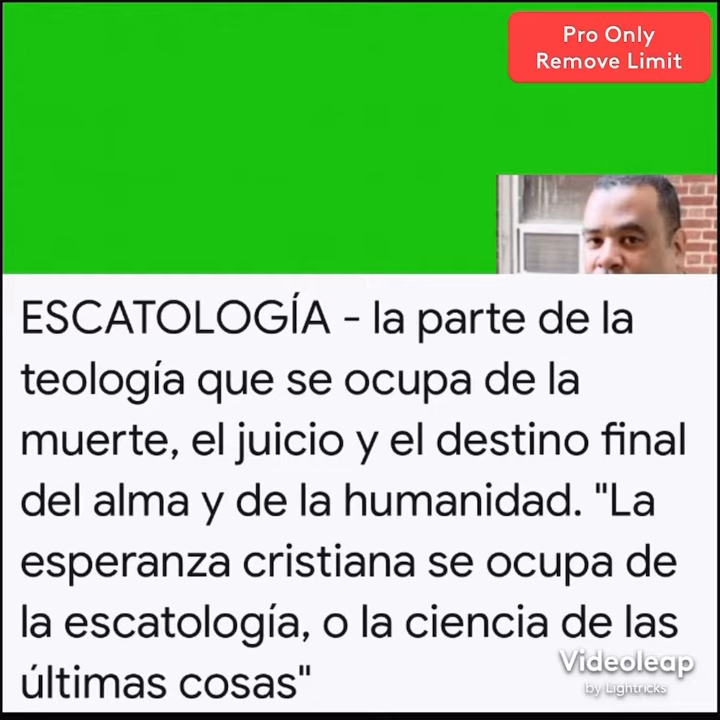 Pro Only
Remove Limit
ESCATOLOGÍA - la parte de la
teología que se ocupa de la
muerte, el juicio y el destino final
del alma y de la humanidad. "La
esperanza cristiana se ocupa de
la escatología, o la ciencia de las
últimas cosas"
Videoleap
by Lightricks